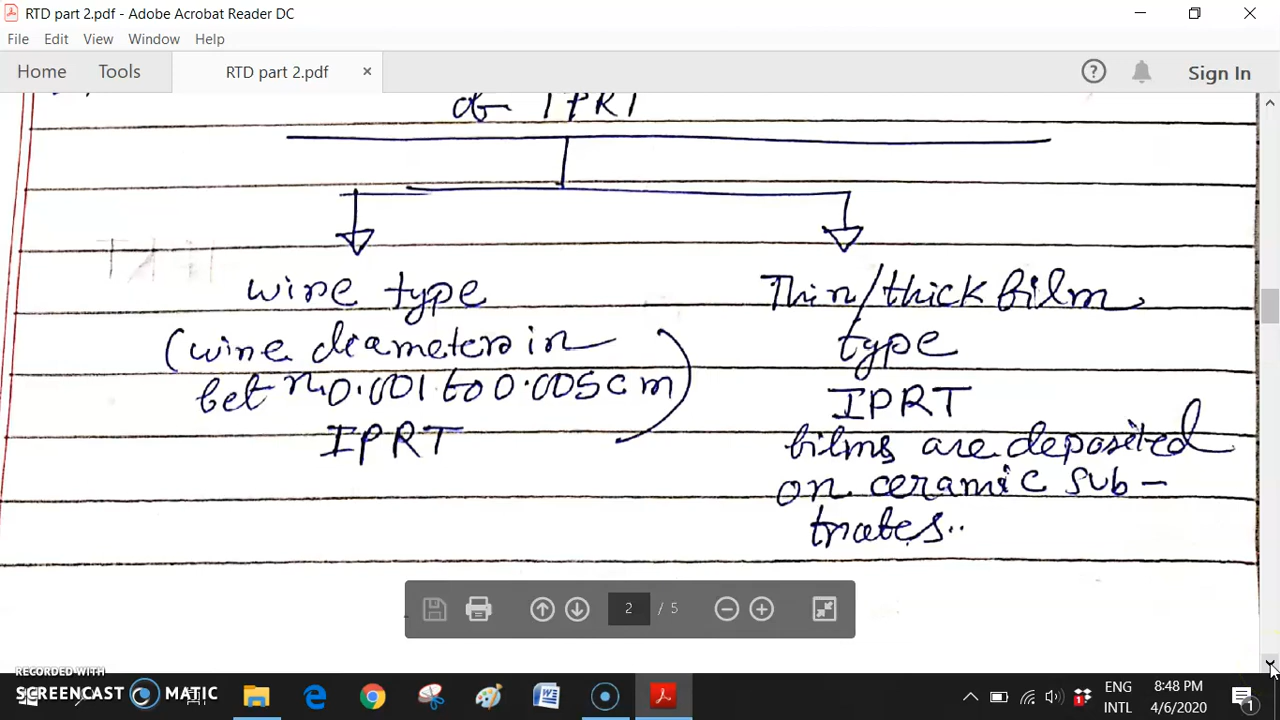 RTD part 2.pdf - Adobe Acrobat Reader DC
File Edit View Window Help
Home Tools RTD part 2.pdf × Sign In
of IPRT
wire type
(wire diameters in
betn 0.001 to 0.005 cm)
IPRT
Thin/thick film
type
IPRT
films are deposited
on ceramic sub-
trates..
2 / 5
RECORDED WITH
SCREENCAST MATIC
ENG
INTL
8:48 PM
4/6/2020
1